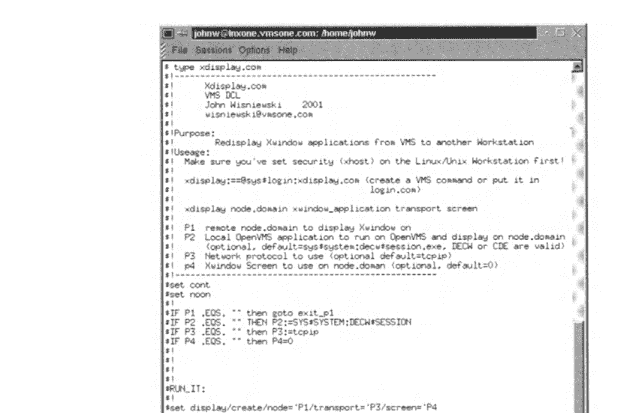 johnw@lnxone.vmsone.com: /home/johnw
File Sessions Options Help
$ type xdisplay.com
$!-------------------------------------------------
$! Xdisplay.com
$! VMS DCL
$! John Wisniewski 2001
$! wisniewski@vmsone.com
$!
$!Purpose:
$! Redisplay Xwindow applications from VMS to another Workstation
$!Useage:
$! Make sure you've set security (xhost) on the Linux/Unix Workstation first!
$!
$! xdisplay:==@sys$login:xdisplay.com (create a VMS command or put it in
$! login.com)
$!
$! xdisplay node.domain xwindow_application transport screen
$!
$! P1 remote node.domain to display Xwindow on
$! P2 Local OpenVMS application to run on OpenVMS and display on node.domain
$! (optional, default=sys$system:decw$session.exe, DECW or CDE are valid)
$! P3 Network protocol to use (optional default=tcpip)
$! p4 Xwindow Screen to use on node.doman (optional, default=0)
$!-------------------------------------------------
$set cont
$set noon
$!
$IF P1 .EQS. "" then goto exit_p1
$IF P2 .EQS. "" THEN P2:=SYS$SYSTEM:DECW$SESSION
$IF P3 .EQS. "" then P3:=tcpip
$IF P4 .EQS. "" then P4=0
$!
$!
$!
$!
$RUN_IT:
$!
$set display/create/node='P1/transport='P3/screen='P4